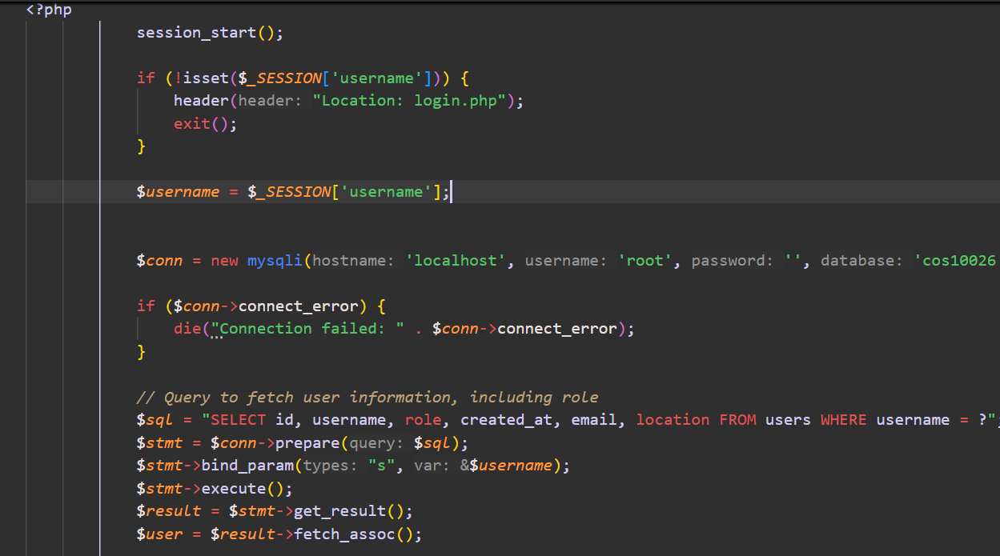 <?php
session_start();
if (!isset($_SESSION['username'])) {
header(header: "Location: login.php");
exit();
}
$username = $_SESSION['username'];
$conn = new mysqli(hostname: 'localhost', username: 'root', password: '', database: 'cos10026
if ($conn->connect_error) {
die("Connection failed: " . $conn->connect_error);
}
// Query to fetch user information, including role
$sql = "SELECT id, username, role, created_at, email, location FROM users WHERE username = ?";
$stmt = $conn->prepare(query: $sql);
$stmt->bind_param(types: "s", var: &$username);
$stmt->execute();
$result = $stmt->get_result();
$user = $result->fetch_assoc();